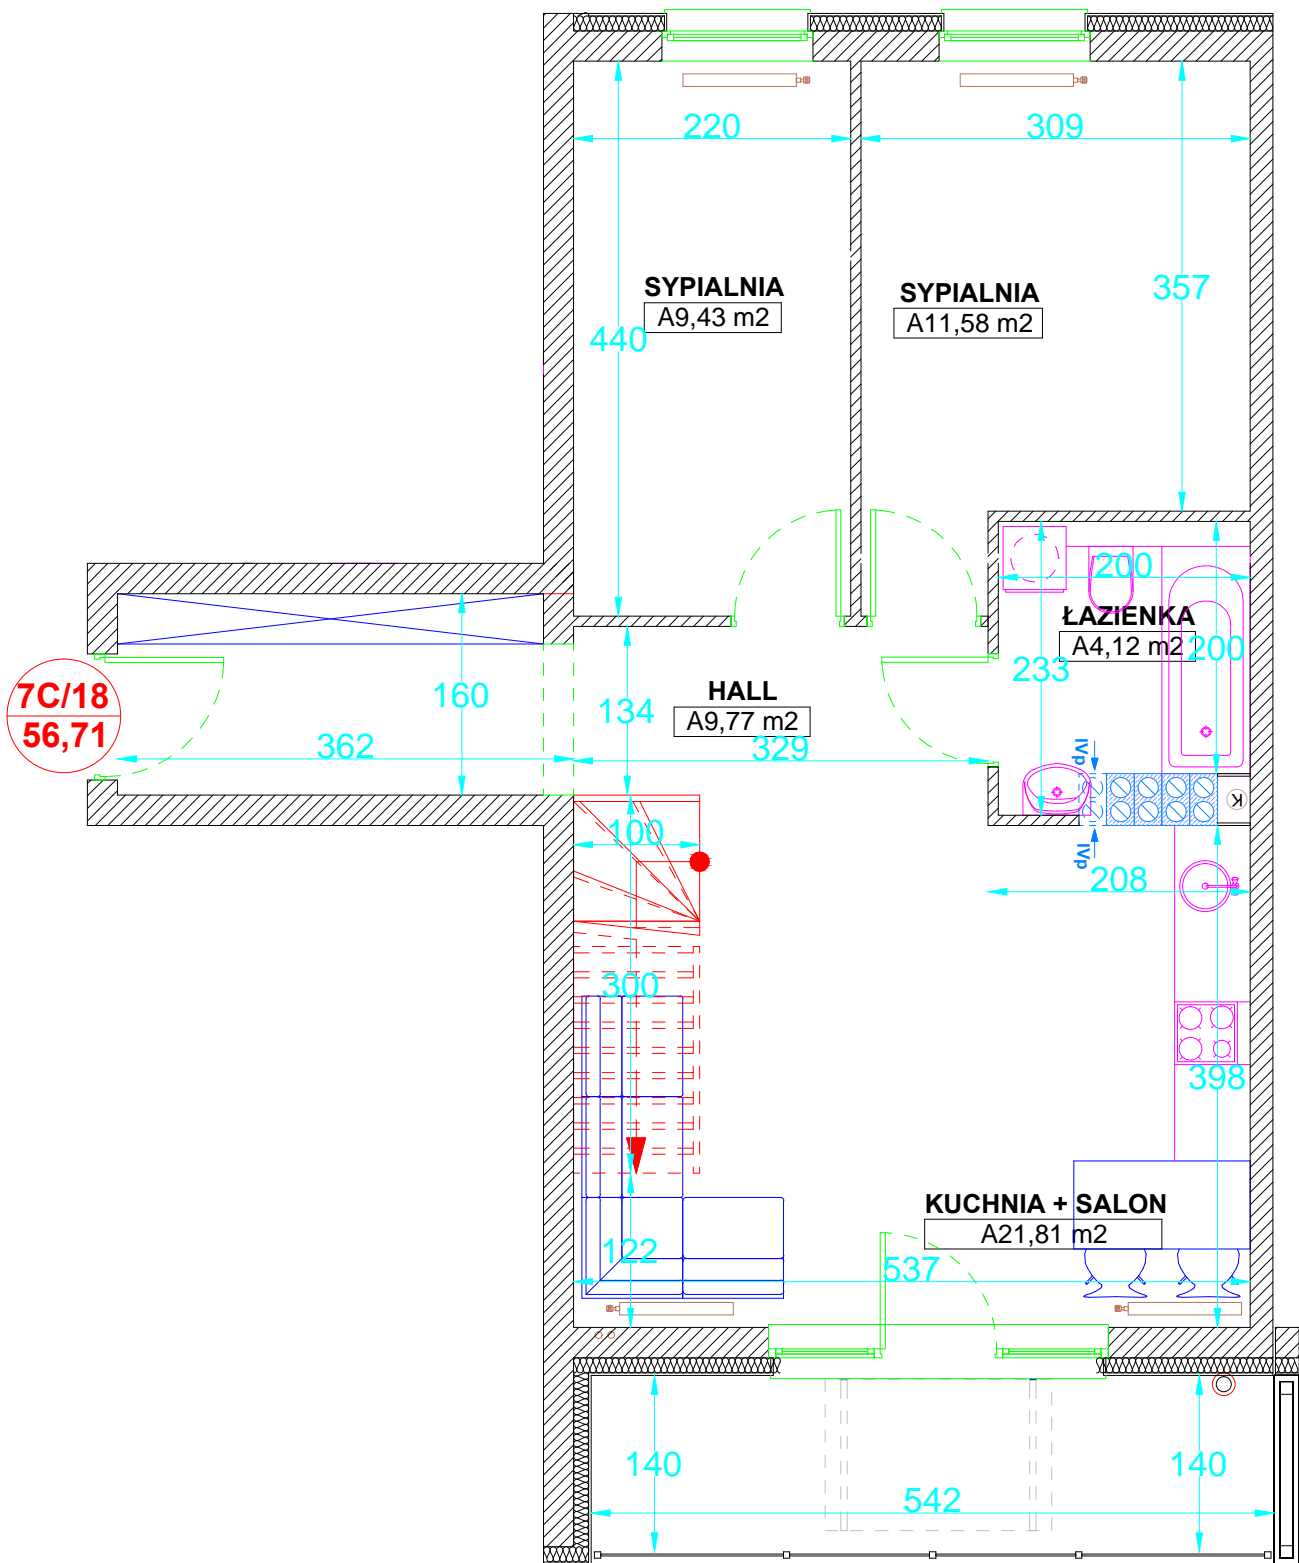 220
309
SYPIALNIA
A9,43 m2
SYPIALNIA
A11,58 m2
357
440
200
ŁAZIENKA
A4,12 m2
200
233
7C/18
56,71
160
362
134
HALL
A9,77 m2
329
IVp
K
100
IVp
208
300
398
KUCHNIA + SALON
A21,81 m2
122
537
140
140
542